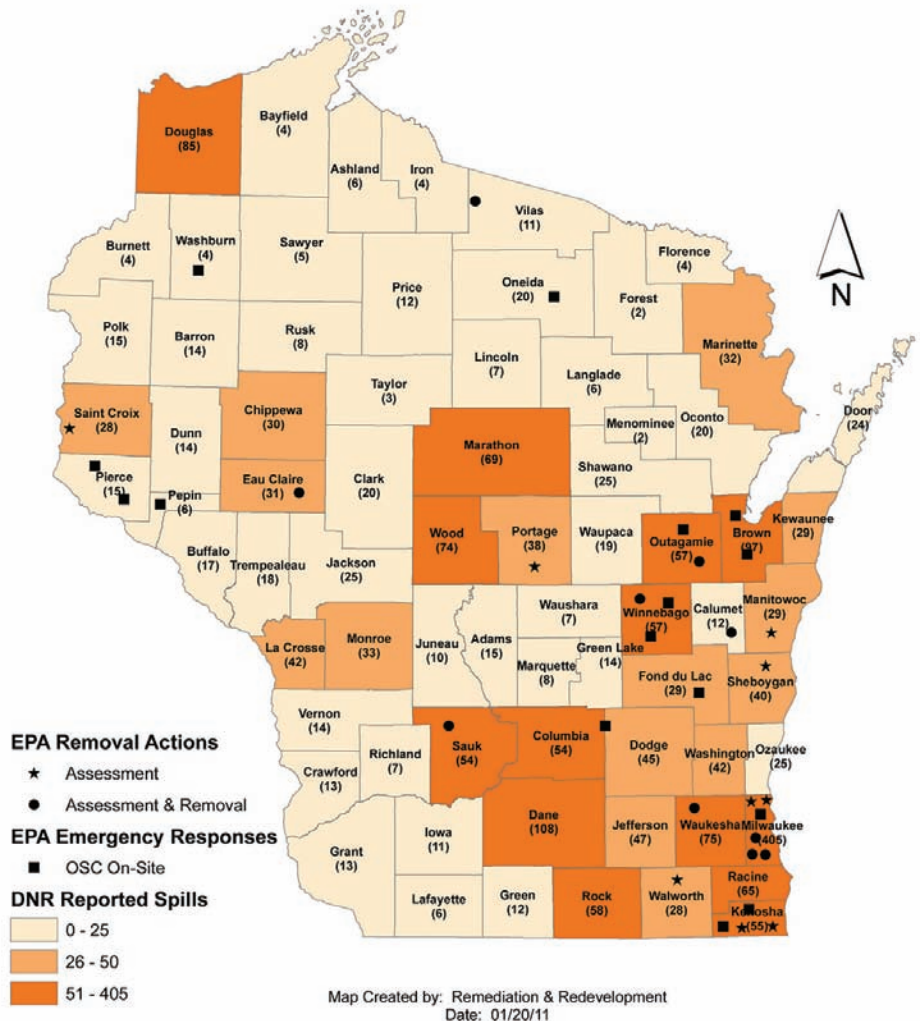 Douglas
(85)
Bayfield
(4)
Ashland
(6)
Iron
(4)
Vilas
(11)
Burnett
(4)
Washburn
(4)
Sawyer
(5)
Price
(12)
Oneida
(20)
Forest
(2)
Florence
(4)
N
Polk
(15)
Barron
(14)
Rusk
(8)
Lincoln
(7)
Langlade
(6)
Marinette
(32)
Taylor
(3)
Saint Croix
(28)
Dunn
(14)
Chippewa
(30)
Marathon
(69)
Menominee
(2)
Oconto
(20)
Door
(24)
Pierce
(15)
Pepin
(6)
Eau Claire
(31)
Clark
(20)
Shawano
(25)
Buffalo
(17)
Trempealeau
(18)
Jackson
(25)
Wood
(74)
Portage
(38)
Waupaca
(19)
Outagamie
(57)
Brown
(97)
Kewaunee
(29)
La Crosse
(42)
Monroe
(33)
Juneau
(10)
Adams
(15)
Waushara
(7)
Winnebago
(57)
Calumet
(12)
Manitowoc
(29)
Marquette
(8)
Green Lake
(14)
Fond du Lac
(29)
Sheboygan
(40)
Vernon
(14)
Richland
(7)
Crawford
(13)
Sauk
(54)
Columbia
(54)
Dodge
(45)
Washington
(42)
Ozaukee
(25)
Grant
(13)
Iowa
(11)
Dane
(108)
Jefferson
(47)
Waukesha
(75)
Milwaukee
(405)
Lafayette
(6)
Green
(12)
Rock
(58)
Walworth
(28)
Racine
(65)
Kenosha
(55)
EPA Removal Actions
Assessment
Assessment & Removal
EPA Emergency Responses
OSC On-Site
DNR Reported Spills
0 - 25
26 - 50
51 - 405
Map Created by: Remediation & Redevelopment
Date: 01/20/11